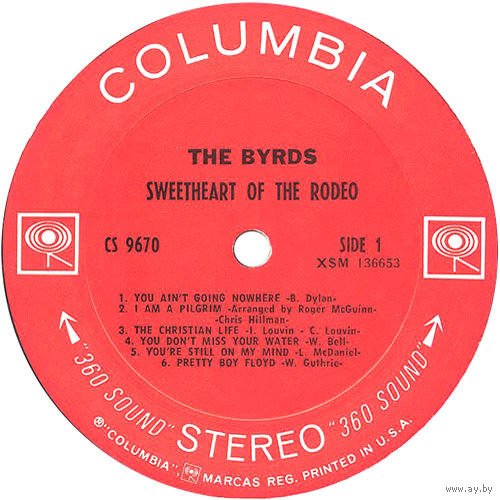 COLUMBIA
THE BYRDS
SWEETHEART OF THE RODEO
CS 9670
SIDE 1
XSM 136653
1. YOU AIN'T GOING NOWHERE -B. Dylan-
2. I AM A PILGRIM -Arranged by Roger McGuinn-
-Chris Hillman-
3. THE CHRISTIAN LIFE -I. Louvin - C. Louvin-
4. YOU DON'T MISS YOUR WATER -W. Bell-
5. YOU'RE STILL ON MY MIND -L. McDaniel-
6. PRETTY BOY FLOYD -W. Guthrie-
"360 SOUND" STEREO "360 SOUND"
®"COLUMBIA", MARCAS REG. PRINTED IN U.S.A.
www.ay.by